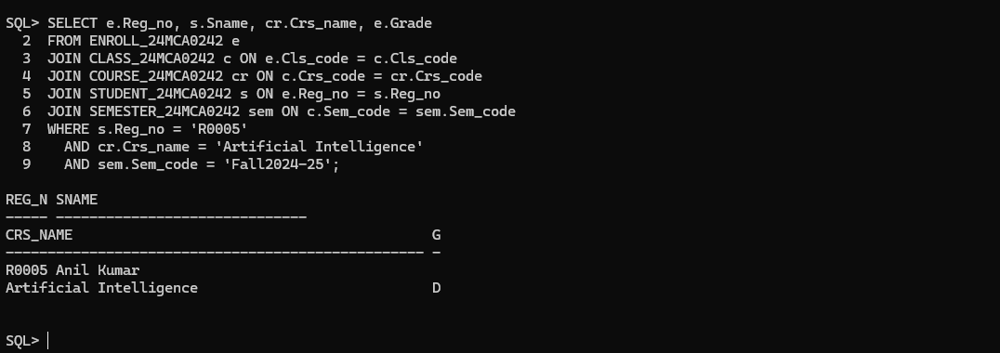 SQL> SELECT e.Reg_no, s.Sname, cr.Crs_name, e.Grade
  2  FROM ENROLL_24MCA0242 e
  3  JOIN CLASS_24MCA0242 c ON e.Cls_code = c.Cls_code
  4  JOIN COURSE_24MCA0242 cr ON c.Crs_code = cr.Crs_code
  5  JOIN STUDENT_24MCA0242 s ON e.Reg_no = s.Reg_no
  6  JOIN SEMESTER_24MCA0242 sem ON c.Sem_code = sem.Sem_code
  7  WHERE s.Reg_no = 'R0005'
  8    AND cr.Crs_name = 'Artificial Intelligence'
  9    AND sem.Sem_code = 'Fall2024-25';
REG_N SNAME
----- ------------------------------
CRS_NAME                                           G
-------------------------------------------------- -
R0005 Anil Kumar
Artificial Intelligence                            D
SQL>